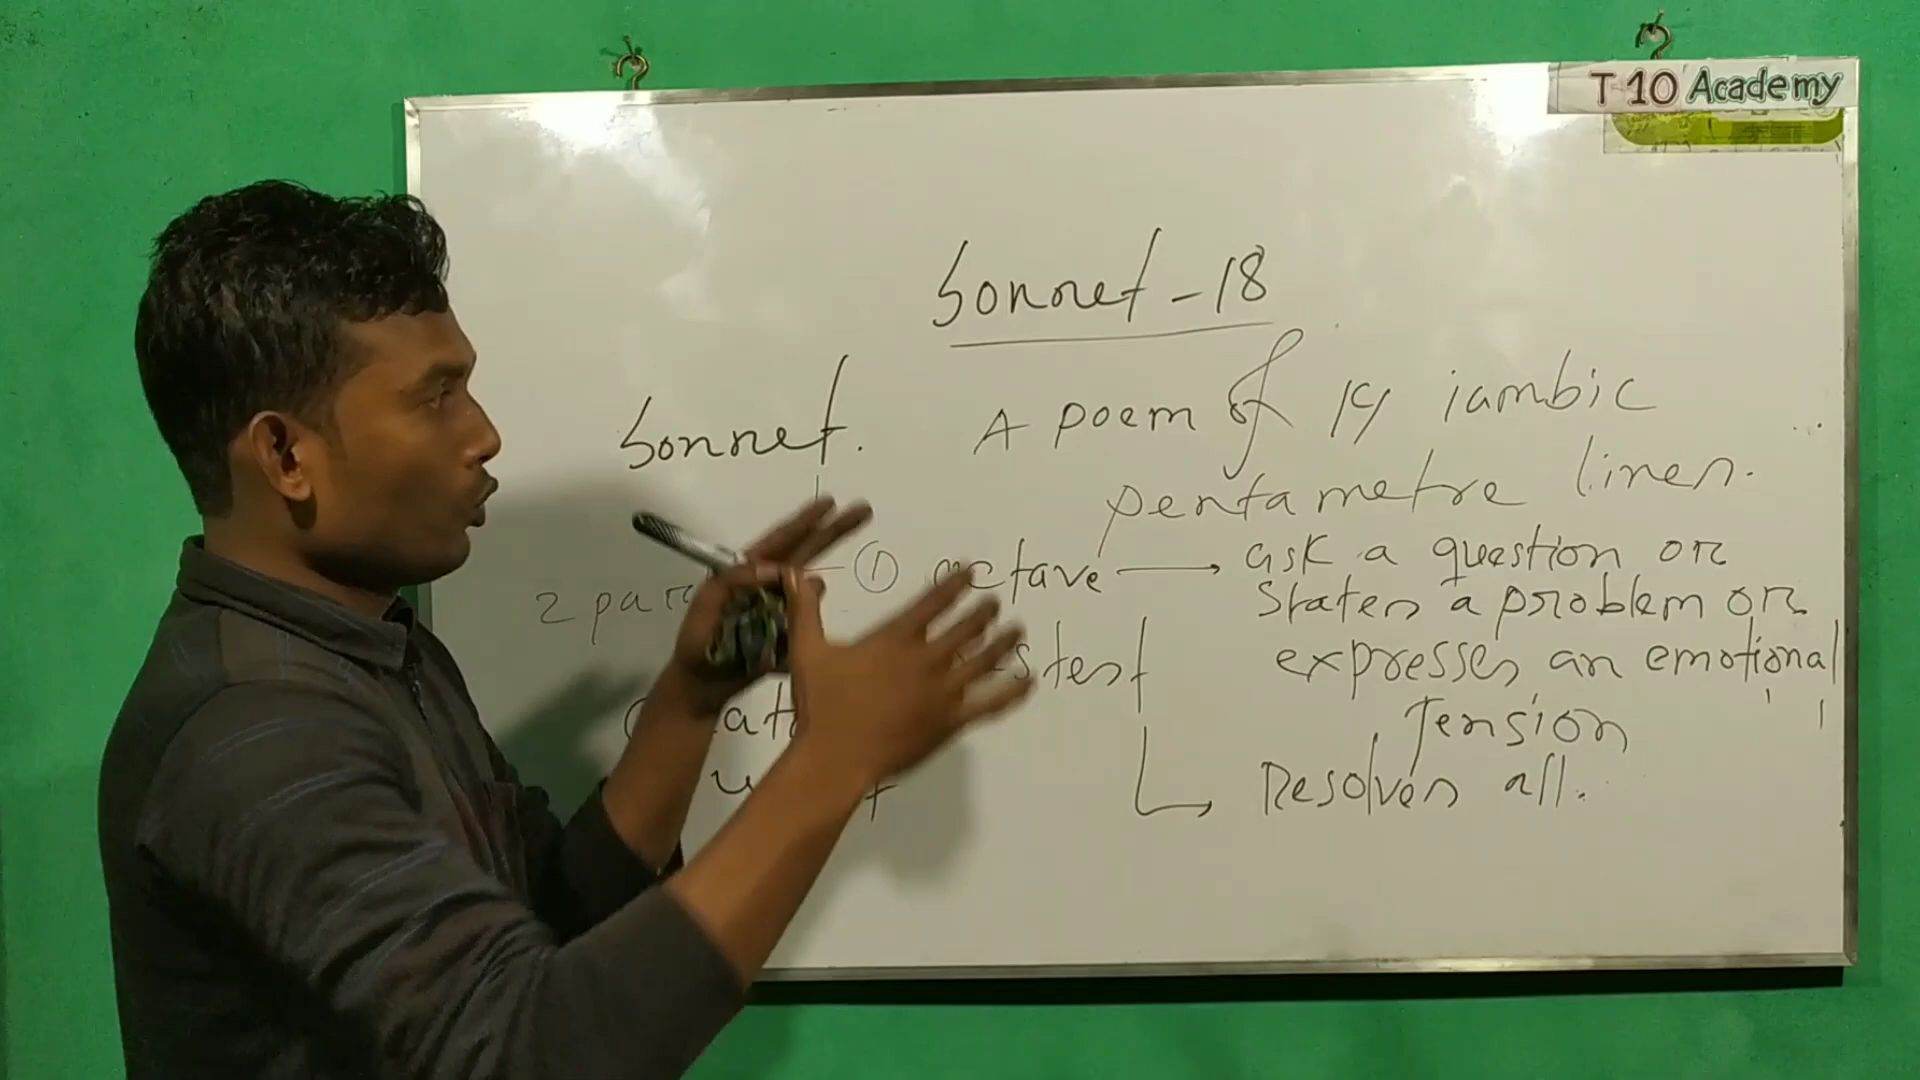 T 10 Academy
Sonnet - 18
Sonnet. A poem of 14 iambic
pentametre lines.
2 par ① octave → ask a question or
states a problem or
expresses an emotional
tension
Resolves all.